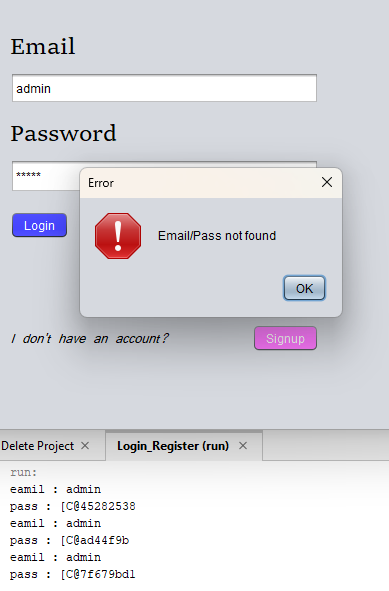 Email
admin
Password
*****
Error
Email/Pass not found
Login
OK
I don't have an account?
Signup
Delete Project ×
Login_Register (run) ×
run:
eamil : admin
pass : [C@45282538
eamil : admin
pass : [C@ad44f9b
eamil : admin
pass : [C@7f679bd1